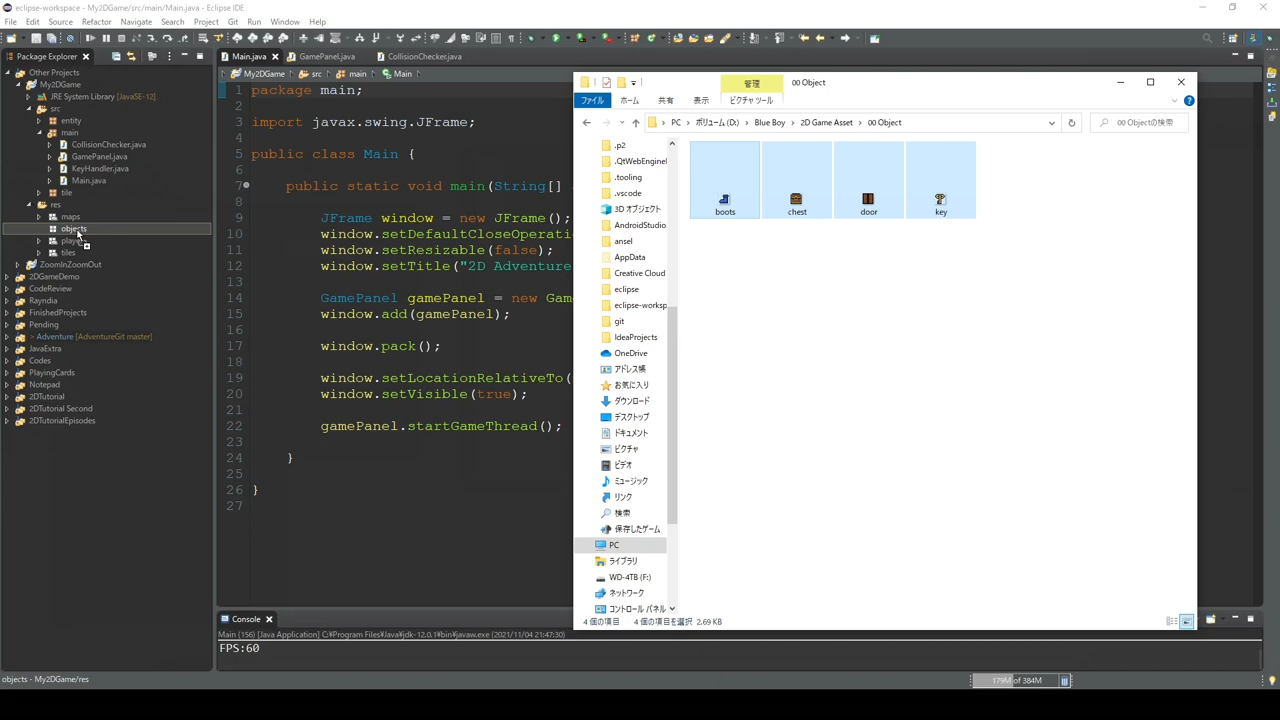 eclipse-workspace - My2DGame/src/main/Main.java - Eclipse IDE
File Edit Source Refactor Navigate Search Project Git Run Window Help
Package Explorer
Other Projects
My2DGame
JRE System Library [JavaSE-12]
src
entity
main
CollisionChecker.java
GamePanel.java
KeyHandler.java
Main.java
tile
res
maps
objects
tiles
ZoomInZoomOut
2DGameDemo
CodeReview
Rayndia
FinishedProjects
Pending
> Adventure [AdventureGit master]
JavaExtra
Codes
PlayingCards
Notepad
2DTutorial
2DTutorial Second
2DTutorialEpisodes
Main.java GamePanel.java CollisionChecker.java
My2DGame src main Main
1 package main;
2
3 import javax.swing.JFrame;
4
5 public class Main {
6
7 public static void main(String[]
8
9 JFrame window = new JFrame();
10 window.setDefaultCloseOperati
11 window.setResizable(false);
12 window.setTitle("2D Adventure
13
14 GamePanel gamePanel = new Gam
15 window.add(gamePanel);
16
17 window.pack();
18
19 window.setLocationRelativeTo(
20 window.setVisible(true);
21
22 gamePanel.startGameThread();
23
24 }
25
26 }
27
管理 00 Object
ファイル ホーム 共有 表示 ピクチャ ツール
PC ボリューム (D:) Blue Boy 2D Game Asset 00 Object 00 Objectの検索
.p2
.QtWebEnginel
.tooling
.vscode
3D オブジェクト
AndroidStudio
ansel
AppData
Creative Cloud
eclipse
eclipse-worksp
git
IdeaProjects
OneDrive
アドレス帳
お気に入り
ダウンロード
デスクトップ
ドキュメント
ピクチャ
ビデオ
ミュージック
リンク
検索
保存したゲーム
PC
ライブラリ
WD-4TB (F:)
ネットワーク
コントロール パネル
boots chest door key
4 個の項目 4 個の項目を選択 2.69 KB
Console
Main (156) [Java Application] C:\Program Files\Java\jdk-12.0.1\bin\javaw.exe (2021/11/04 21:47:30)
FPS:60
objects - My2DGame/res
179M of 384M